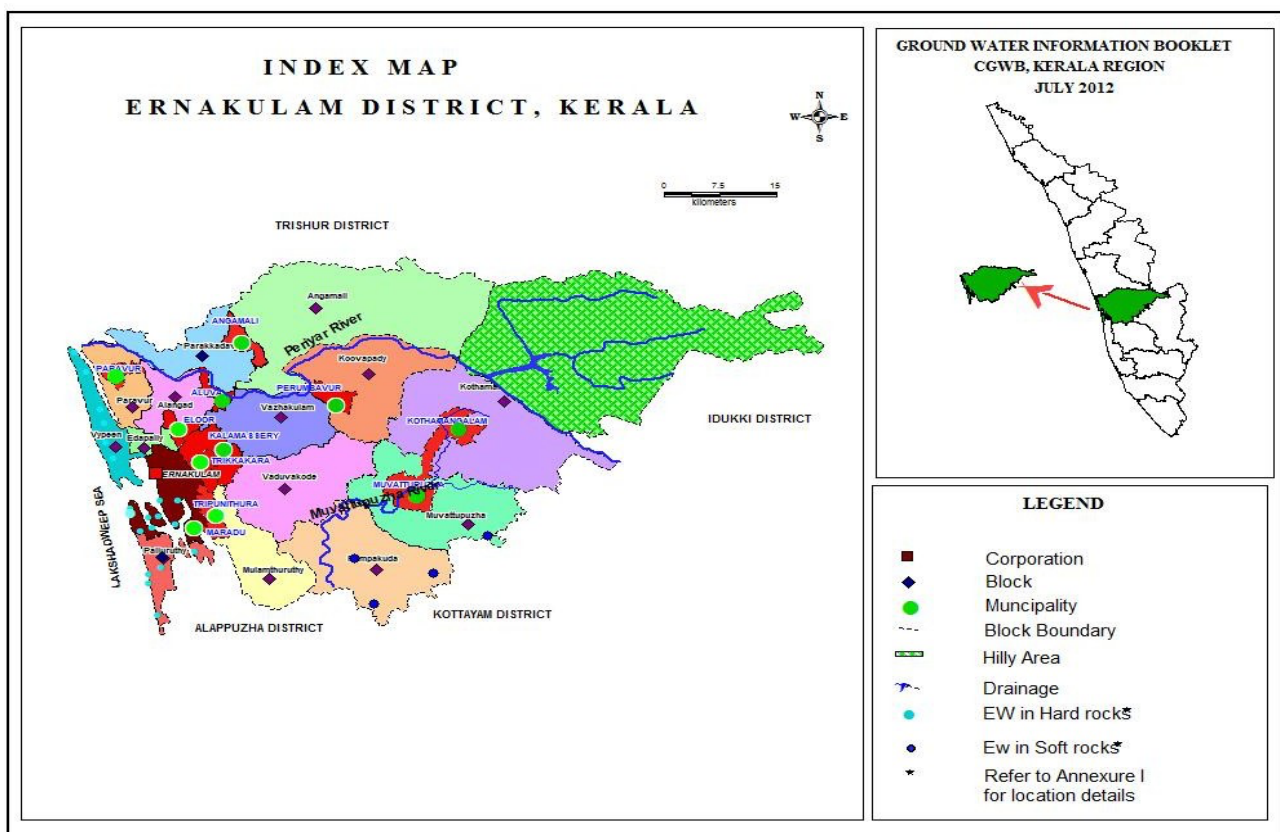 INDEX MAP
ERNAKULAM DISTRICT, KERALA
N
W E
S
0 7.5 15
kilometers
TRISHUR DISTRICT
Angamali
ANGAMALI
Periyar River
Parakkada
Koovapady
PARAVUR
PERUMBAVUR
Kothama
IDUKKI DISTRICT
Paravur
Alangad
ALUVA
Vazhakulam
ELOOR
KOTHAMANGALAM
Vypeen
Edapally
KALAMASSERY
TRIKKAKARA
ERNAKULAM
Vaduvakode
MUVATTUPU
Muvattupuzha River
TRIPUNITHURA
Muvattupuzha
MARADU
LAKSHADWEEP SEA
Palluruthy
mpakuda
Mulamthuruthy
KOTTAYAM DISTRICT
ALAPPUZHA DISTRICT
GROUND WATER INFORMATION BOOKLET
CGWB, KERALA REGION
JULY 2012
LEGEND
Corporation
Block
Muncipality
Block Boundary
Hilly Area
Drainage
EW in Hard rocks*
Ew in Soft rocks*
* Refer to Annexure I
for location details